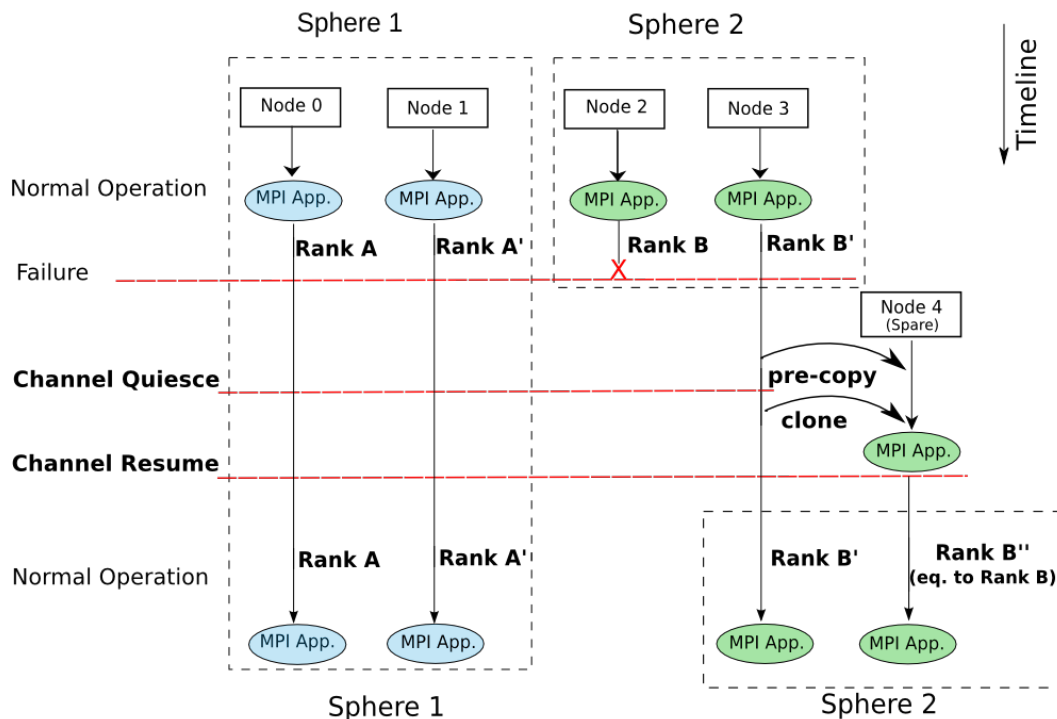 Sphere 1
Sphere 2
Timeline
Node 0
Node 1
Node 2
Node 3
Normal Operation
MPI App.
MPI App.
MPI App.
MPI App.
Rank A
Rank A'
Rank B
Rank B'
Failure
X
Node 4
(Spare)
Channel Quiesce
pre-copy
clone
MPI App.
Channel Resume
Rank A
Rank A'
Rank B'
Rank B''
(eq. to Rank B)
Normal Operation
MPI App.
MPI App.
MPI App.
MPI App.
Sphere 1
Sphere 2